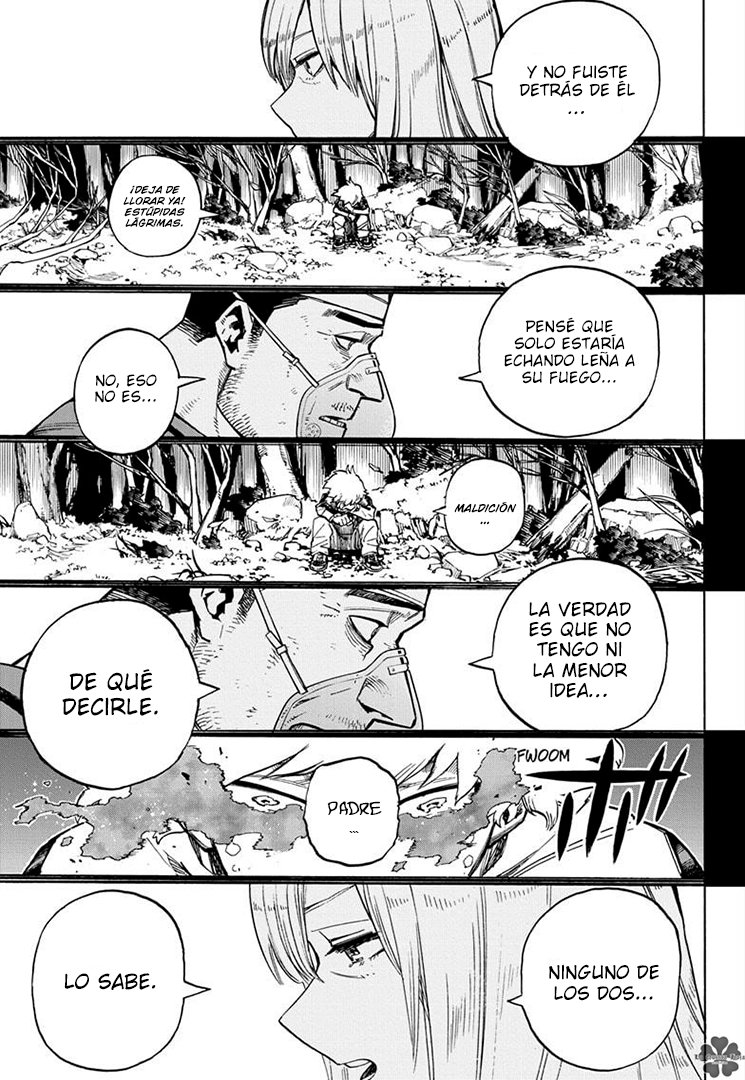 Y NO FUISTE
DETRÁS DE ÉL
...
¡DEJA DE
LLORAR YA!
ESTÚPIDAS
LÁGRIMAS.
PENSÉ QUE
SOLO ESTARÍA
ECHANDO LEÑA A
SU FUEGO...
NO, ESO
NO ES...
MALDICIÓN
...
LA VERDAD
ES QUE NO
TENGO NI
LA MENOR
IDEA...
DE QUÉ
DECIRLE.
FWOOM
PADRE
...
NINGUNO DE
LOS DOS...
LO SABE.